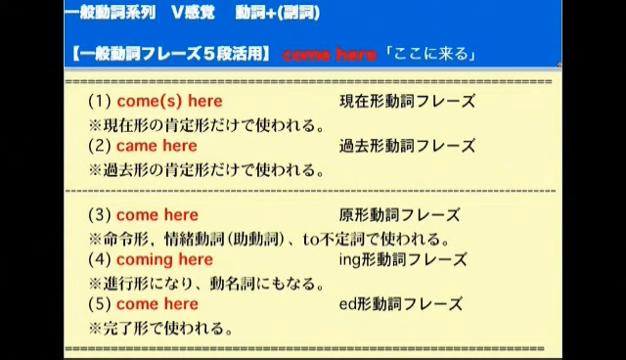 一般動詞系列　V感覚　動詞+(副詞)
【一般動詞フレーズ５段活用】 come here 「ここに来る」
(1) come(s) here 現在形動詞フレーズ
※現在形の肯定形だけで使われる。
(2) came here 過去形動詞フレーズ
※過去形の肯定形だけで使われる。
(3) come here 原形動詞フレーズ
※命令形，情緒動詞(助動詞)、to不定詞で使われる。
(4) coming here ing形動詞フレーズ
※進行形になり、動名詞にもなる。
(5) come here ed形動詞フレーズ
※完了形で使われる。